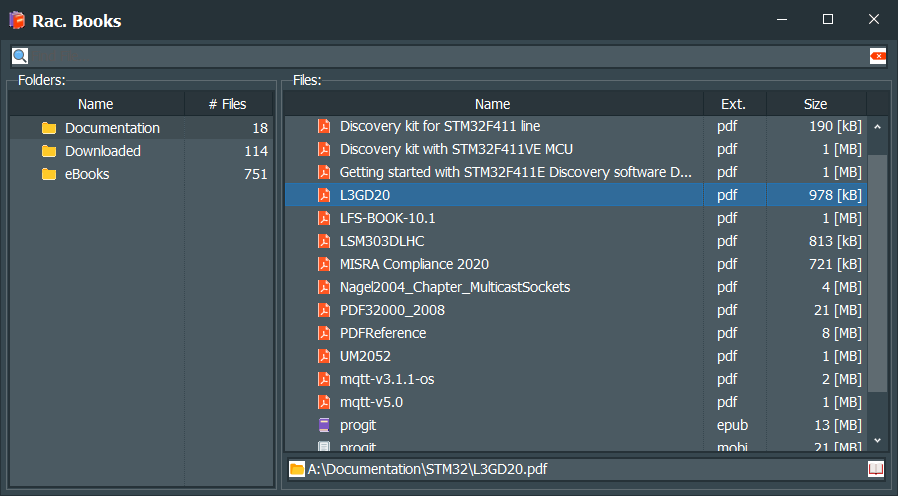 Rac. Books
Folders:
Name # Files
Documentation 18
Downloaded 114
eBooks 751
Files:
Name Ext. Size
Discovery kit for STM32F411 line pdf 190 [kB]
Discovery kit with STM32F411VE MCU pdf 1 [MB]
Getting started with STM32F411E Discovery software D... pdf 1 [MB]
L3GD20 pdf 978 [kB]
LFS-BOOK-10.1 pdf 1 [MB]
LSM303DLHC pdf 813 [kB]
MISRA Compliance 2020 pdf 721 [kB]
Nagel2004_Chapter_MulticastSockets pdf 4 [MB]
PDF32000_2008 pdf 21 [MB]
PDFReference pdf 8 [MB]
UM2052 pdf 1 [MB]
mqtt-v3.1.1-os pdf 2 [MB]
mqtt-v5.0 pdf 1 [MB]
progit epub 13 [MB]
progit mobi 21 [MB]
A:\Documentation\STM32\L3GD20.pdf